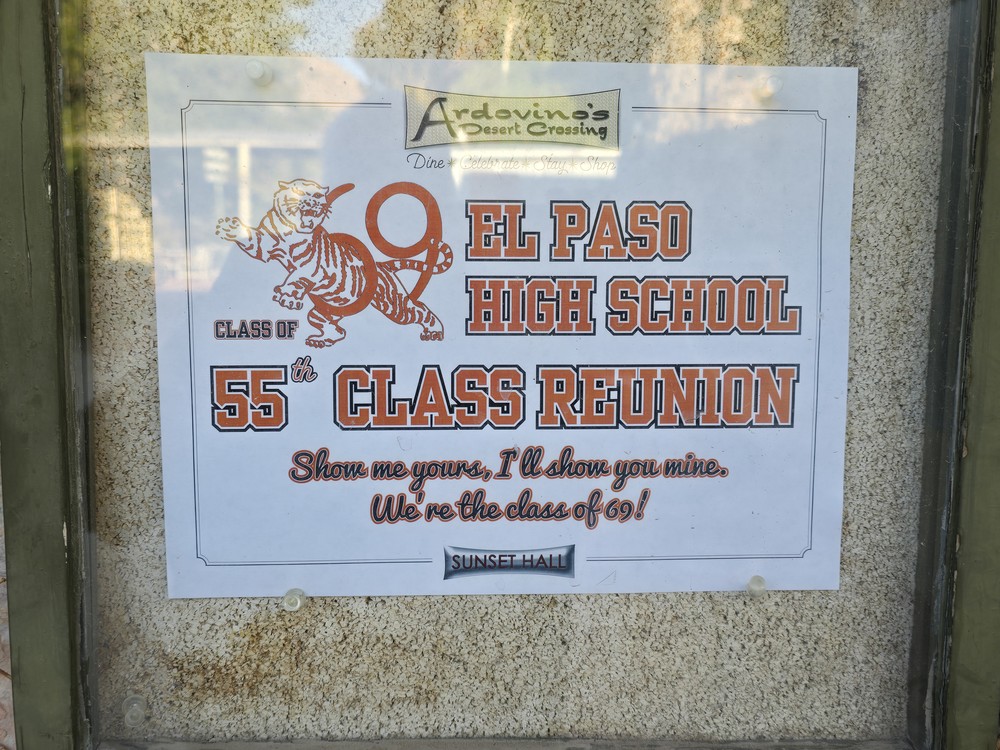 Ardovino's
Desert Crossing
Dine * Celebrate * Stay * Shop
69
EL PASO
HIGH SCHOOL
CLASS OF
55th CLASS REUNION
Show me yours, I'll show you mine.
We're the class of 69!
SUNSET HALL